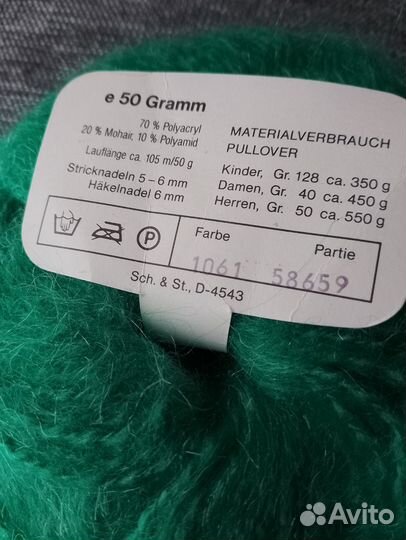 e 50 Gramm
70 % Polyacryl
20 % Mohair, 10 % Polyamid
Lauflänge ca. 105 m/50 g
Stricknadeln 5 – 6 mm
Häkelnadel 6 mm
MATERIALVERBRAUCH
PULLOVER
Kinder, Gr. 128 ca. 350 g
Damen, Gr. 40 ca. 450 g
Herren, Gr. 50 ca. 550 g
P
Farbe Partie
1061 58659
Sch. & St., D-4543
Avito